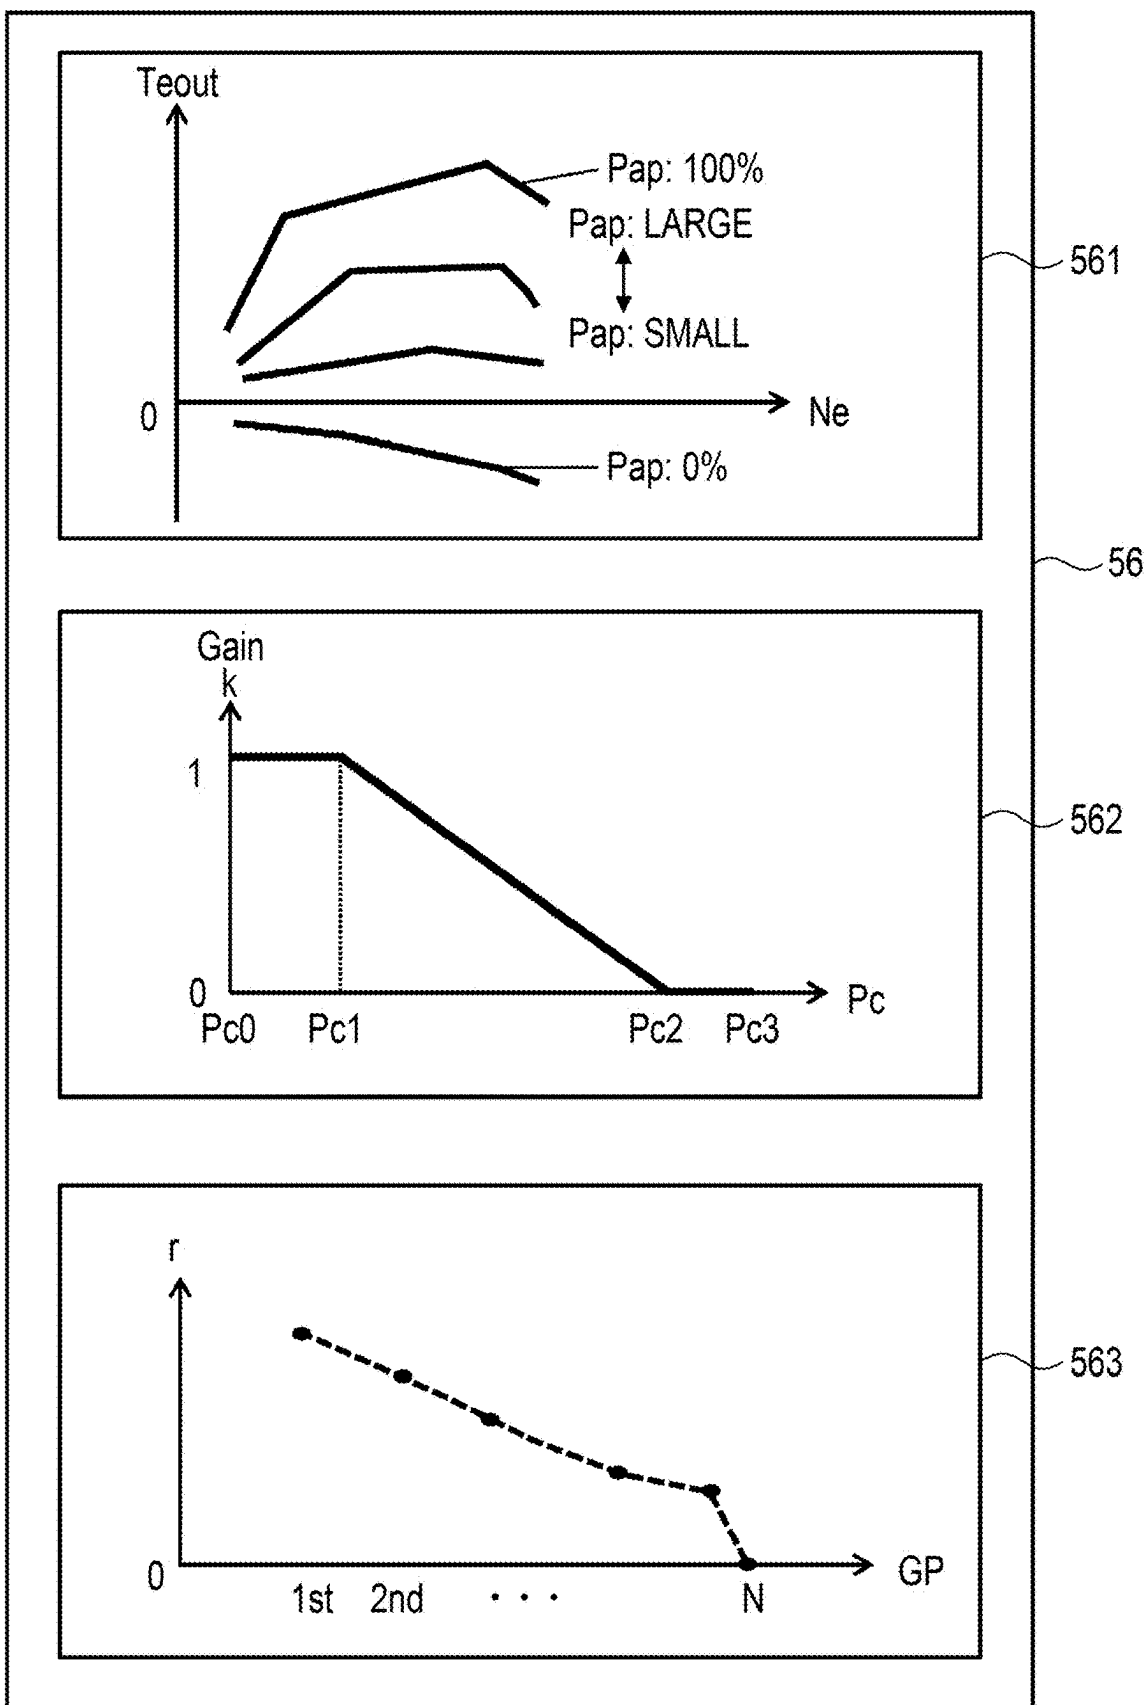 Teout
Pap: 100%
Pap: LARGE
Pap: SMALL
0
Ne
Pap: 0%
561
56
Gain
k
1
0
Pc
Pc0 Pc1 Pc2 Pc3
562
r
0
GP
1st 2nd . . . N
563